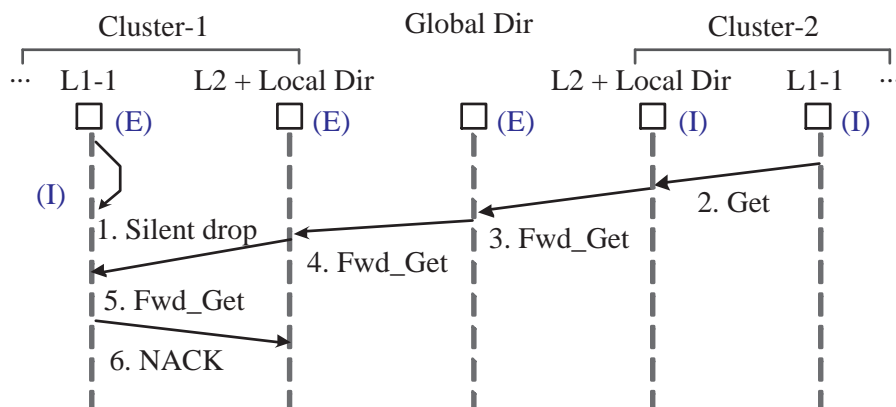 Cluster-1 Global Dir Cluster-2
... L1-1 L2 + Local Dir L2 + Local Dir L1-1 ...
(E) (E) (E) (I) (I)
(I)
2. Get
1. Silent drop
3. Fwd_Get
4. Fwd_Get
5. Fwd_Get
6. NACK